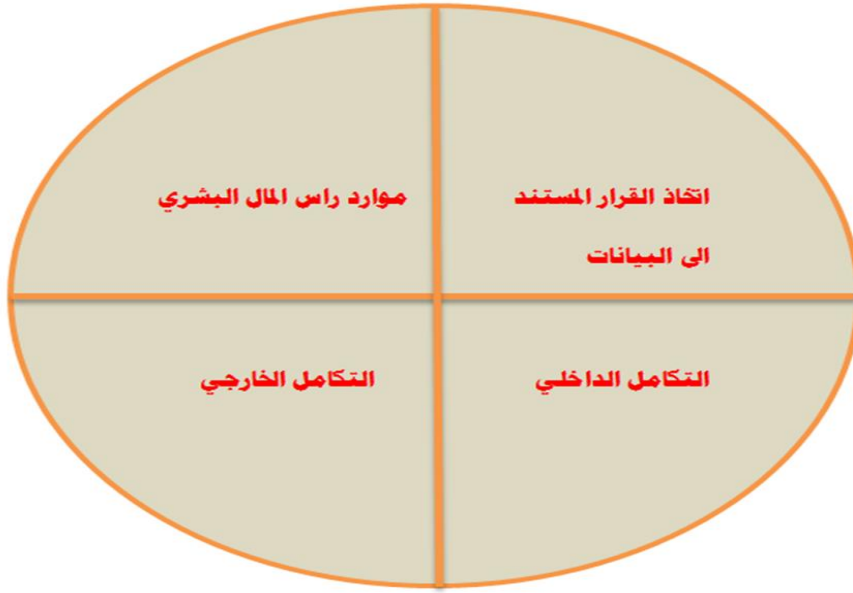 اتخاذ القرار المستند
الى البيانات
موارد راس المال البشري
التكامل الداخلي
التكامل الخارجي